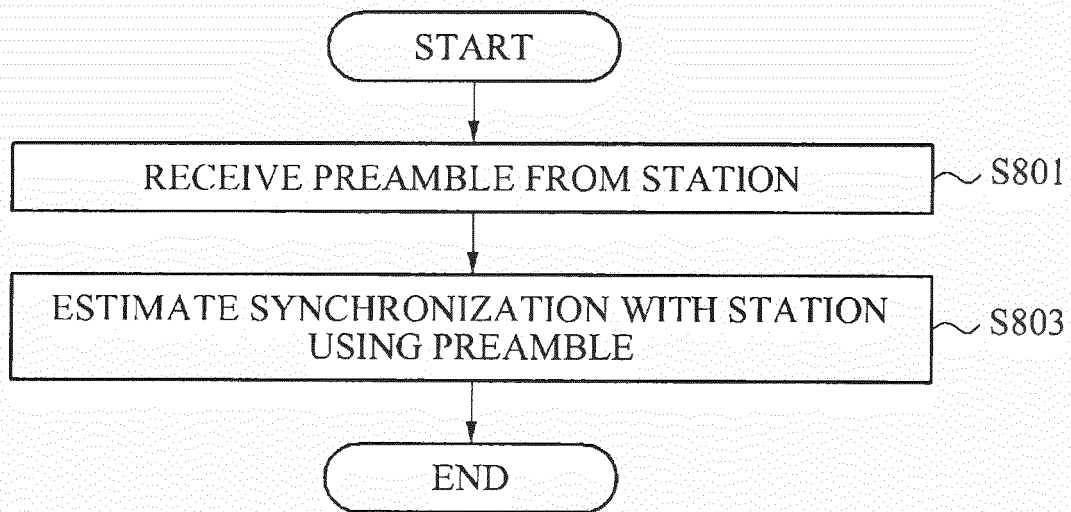 START
RECEIVE PREAMBLE FROM STATION
S801
ESTIMATE SYNCHRONIZATION WITH STATION
USING PREAMBLE
S803
END